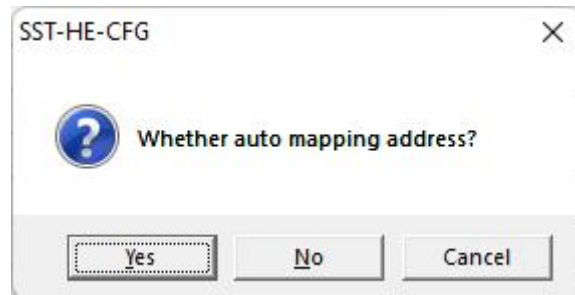 SST-HE-CFG
Whether auto mapping address?
Yes No Cancel